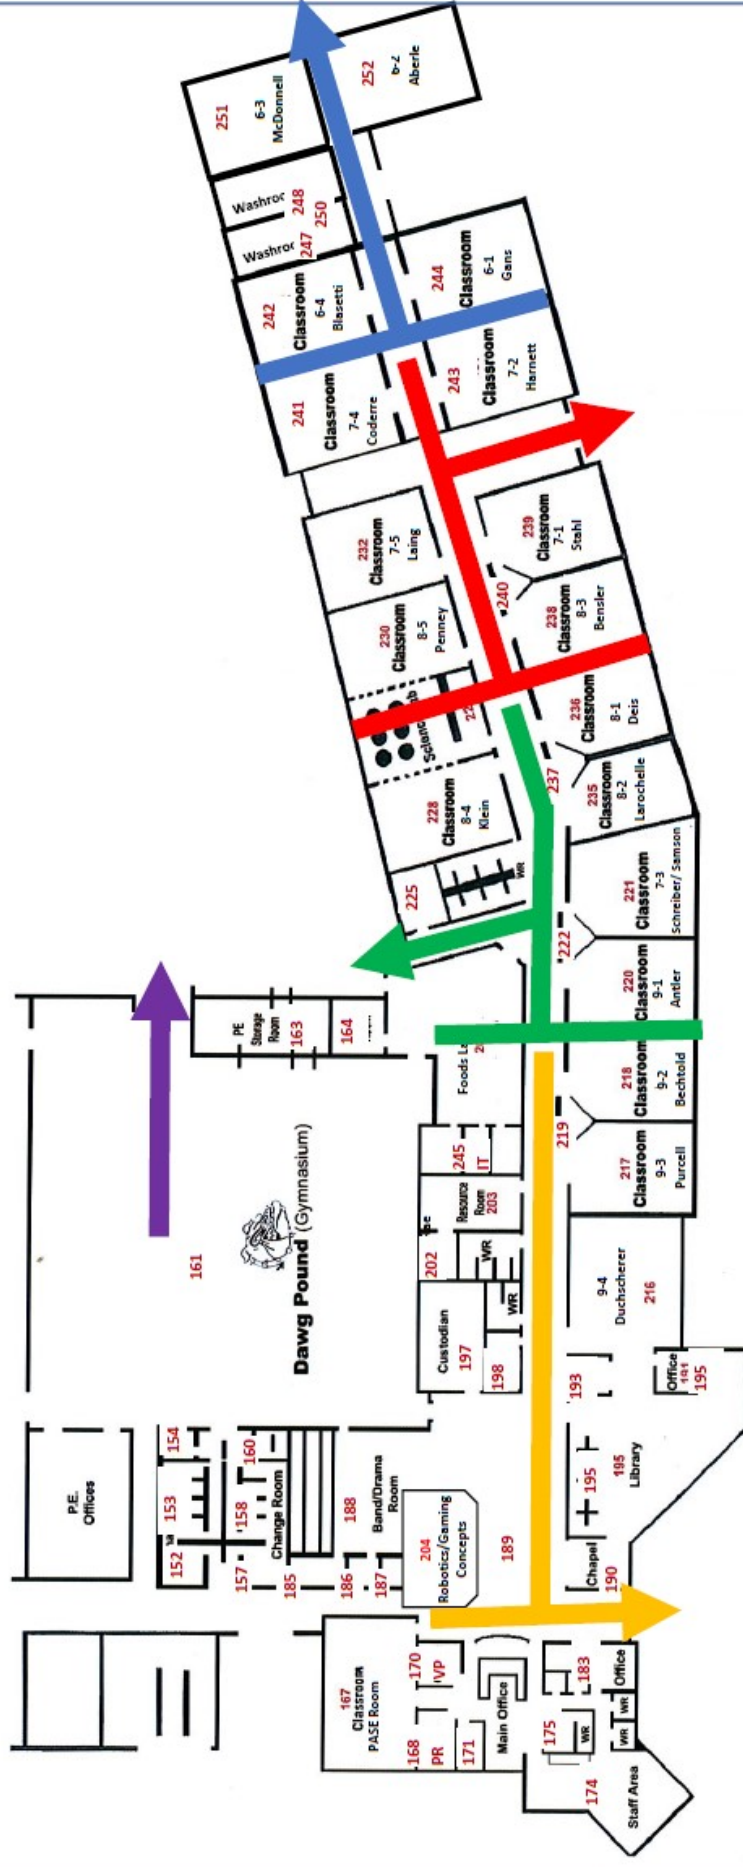 251
6-3
McDonnell
252
6-2
Aberle
248
250
247
242
Classroom
6-4
Blasetti
244
Classroom
6-1
Gans
241
Classroom
7-4
Coderre
243
Classroom
7-2
Harnett
232
Classroom
7-5
Laing
239
Classroom
7-1
Stahl
240
230
Classroom
8-5
Penney
238
Classroom
8-3
Bensler
236
Classroom
8-1
Deis
237
235
Classroom
8-2
Larochelle
228
Classroom
8-4
Klein
225
WR
221
Classroom
7-3
Schreiber/ Samson
222
220
Classroom
9-1
Antler
218
Classroom
9-2
Bechtold
219
217
Classroom
9-3
Purcell
PE
Storage
Room
163
164
Foods
245
IT
Resource
Room
203
202
WR
WR
Custodian
197
198
9-4
Duchscherer
216
193
Office
191
195
195
195
Library
161
Dawg Pound (Gymnasium)
P.E.
Offices
154
153
152
160
158
157
Change Room
185
188
Band/Drama
Room
186
187
204
Robotics/Gaming
Concepts
189
Chapel
190
167
Classroom
PASE Room
170
VP
168
PR
171
Main Office
183
Office
175
WR
WR
WR
174
Staff Area